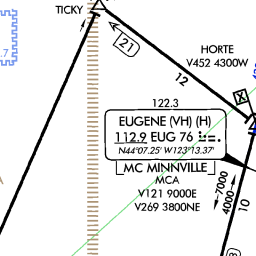 TICKY
21
HORTE
V452 4300W
.7
12
122.3
EUGENE (VH) (H)
112.9 EUG 76
N44°07.25' W123°13.37'
MC MINNVILLE
MCA
V121 9000E
V269 3800NE
7000
4000
10